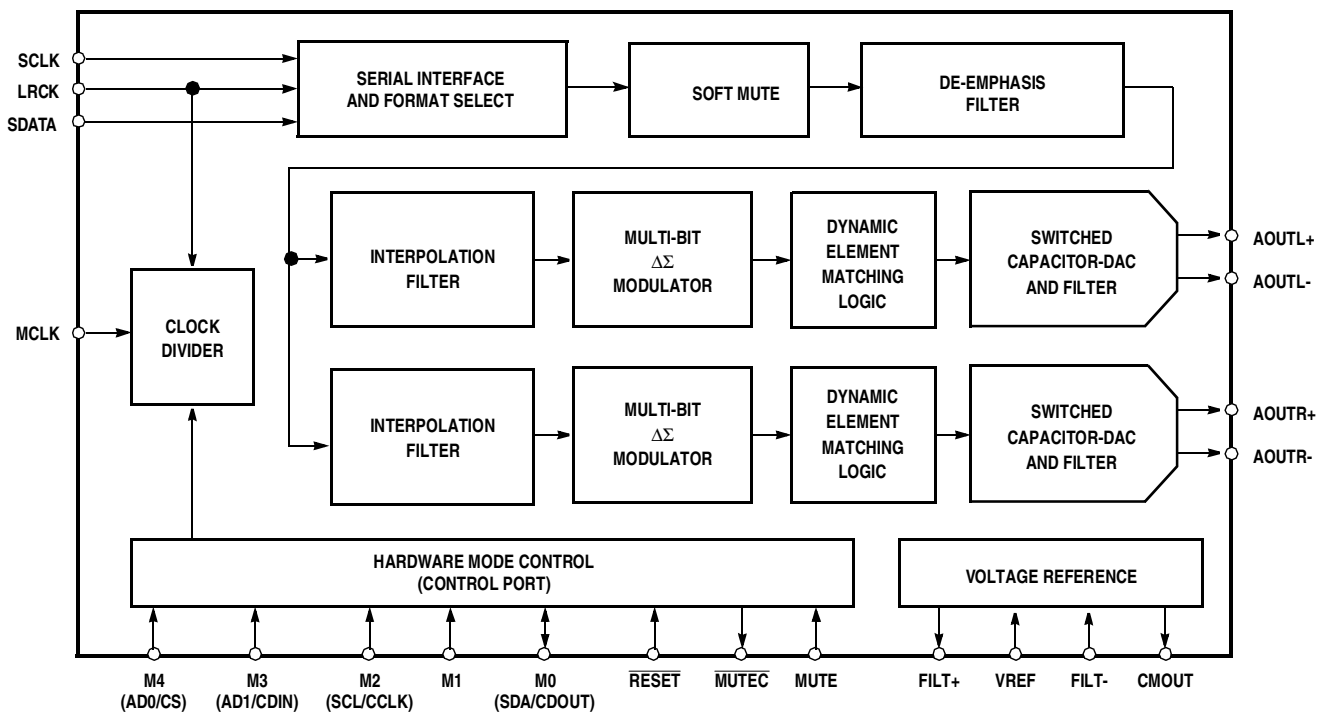 SCLK
LRCK
SDATA
SERIAL INTERFACE
AND FORMAT SELECT
SOFT MUTE
DE-EMPHASIS
FILTER
MCLK
CLOCK
DIVIDER
INTERPOLATION
FILTER
MULTI-BIT
ΔΣ
MODULATOR
DYNAMIC
ELEMENT
MATCHING
LOGIC
SWITCHED
CAPACITOR-DAC
AND FILTER
AOUTL+
AOUTL-
INTERPOLATION
FILTER
MULTI-BIT
ΔΣ
MODULATOR
DYNAMIC
ELEMENT
MATCHING
LOGIC
SWITCHED
CAPACITOR-DAC
AND FILTER
AOUTR+
AOUTR-
HARDWARE MODE CONTROL
(CONTROL PORT)
VOLTAGE REFERENCE
M4
(AD0/CS)
M3
(AD1/CDIN)
M2
(SCL/CCLK)
M1
M0
(SDA/CDOUT)
RESET
MUTEC
MUTE
FILT+
VREF
FILT-
CMOUT